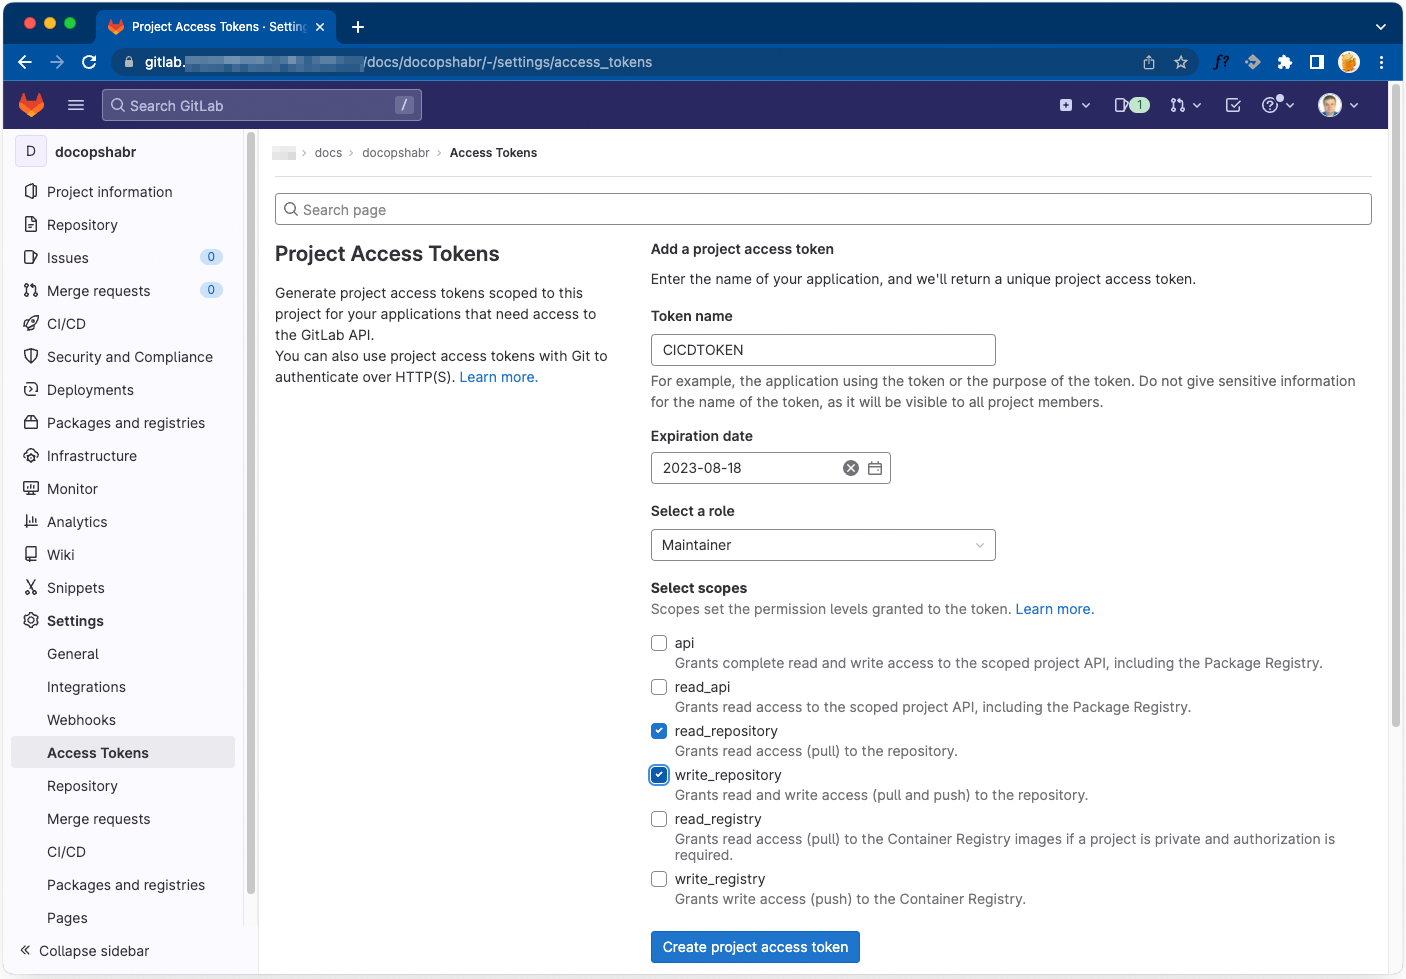 Project Access Tokens · Settin
gitlab.
/docs/docopshabr/-/settings/access_tokens
f?
Search GitLab
/
1
D
docopshabr
Project information
Repository
Issues
0
Merge requests
0
CI/CD
Security and Compliance
Deployments
Packages and registries
Infrastructure
Monitor
Analytics
Wiki
Snippets
Settings
General
Integrations
Webhooks
Access Tokens
Repository
Merge requests
CI/CD
Packages and registries
Pages
Collapse sidebar
docs › docopshabr › Access Tokens
Search page
Project Access Tokens
Generate project access tokens scoped to this
project for your applications that need access to
the GitLab API.
You can also use project access tokens with Git to
authenticate over HTTP(S). Learn more.
Add a project access token
Enter the name of your application, and we'll return a unique project access token.
Token name
CICDTOKEN
For example, the application using the token or the purpose of the token. Do not give sensitive information
for the name of the token, as it will be visible to all project members.
Expiration date
2023-08-18
Select a role
Maintainer
Select scopes
Scopes set the permission levels granted to the token. Learn more.
api
Grants complete read and write access to the scoped project API, including the Package Registry.
read_api
Grants read access to the scoped project API, including the Package Registry.
read_repository
Grants read access (pull) to the repository.
write_repository
Grants read and write access (pull and push) to the repository.
read_registry
Grants read access (pull) to the Container Registry images if a project is private and authorization is
required.
write_registry
Grants write access (push) to the Container Registry.
Create project access token